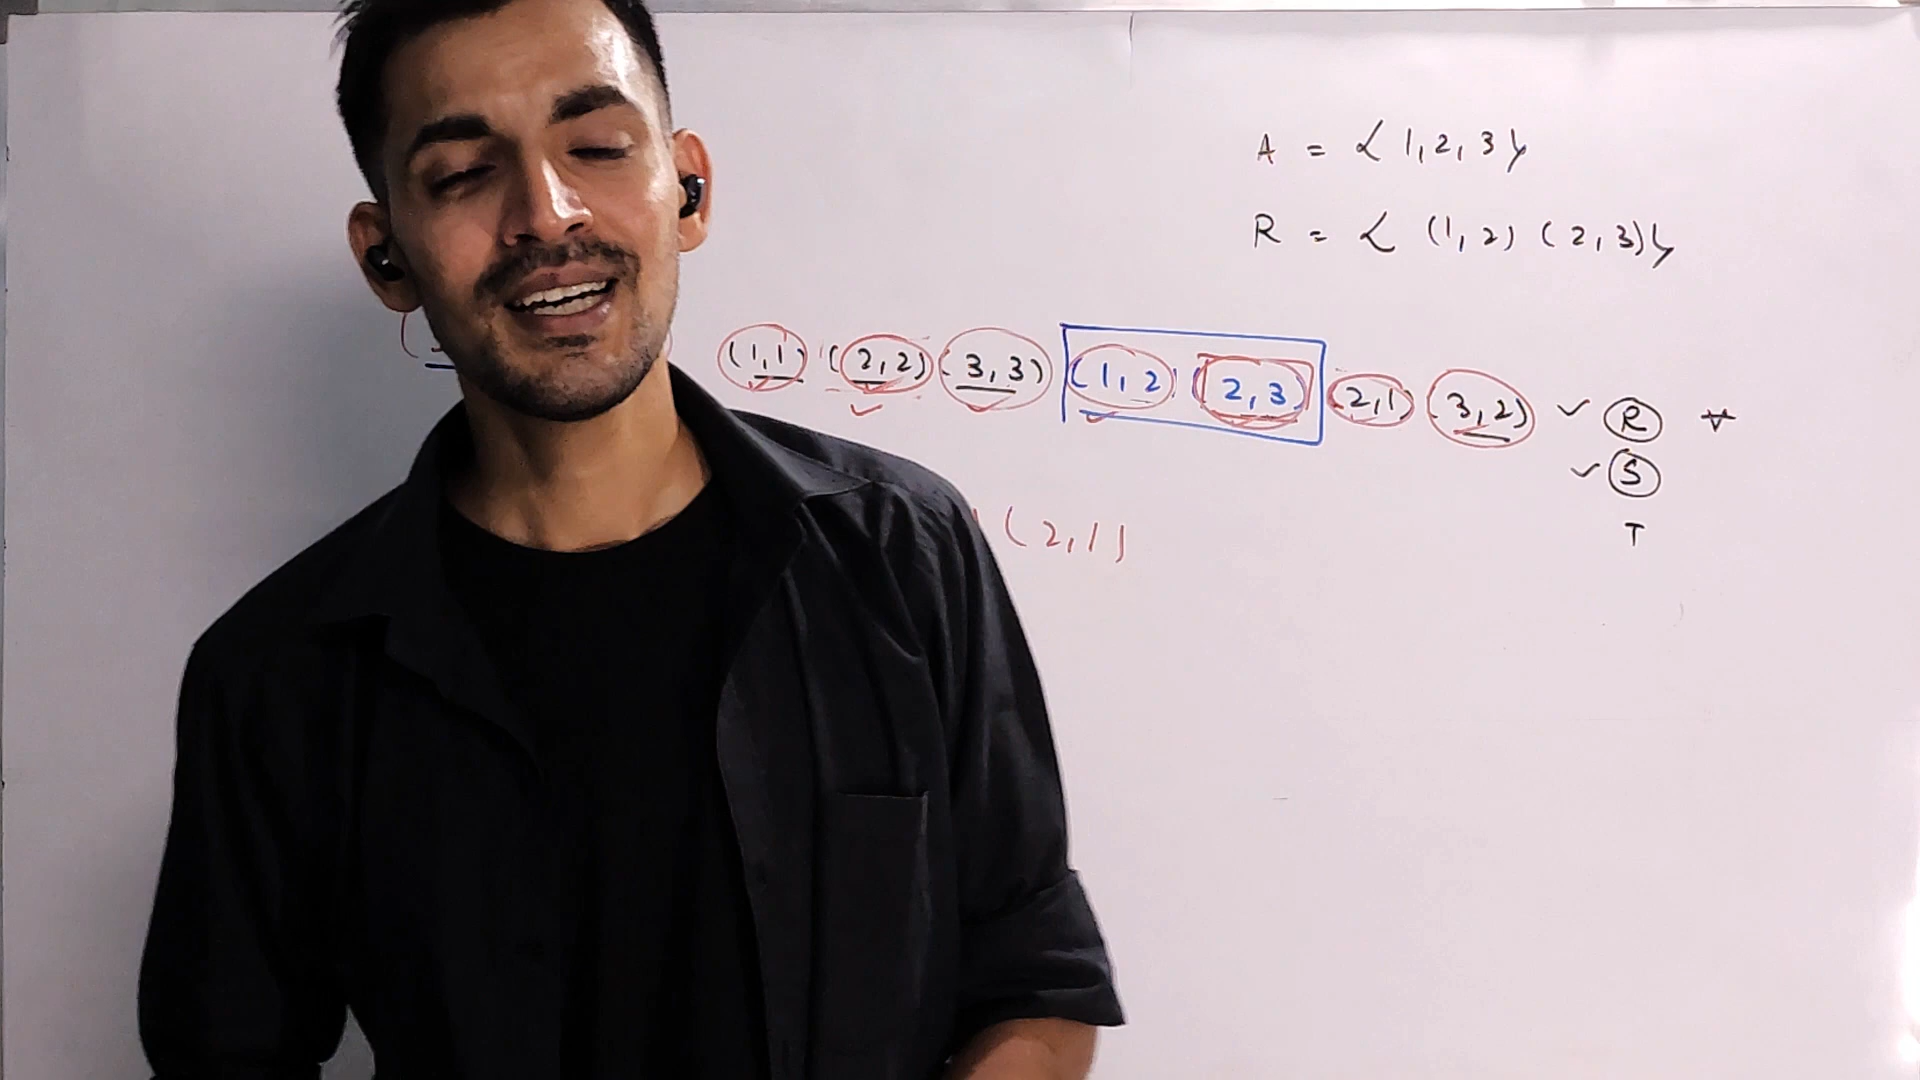 A = { 1, 2, 3 }
R = { (1, 2) ( 2, 3) }
(1, 1) (2, 2) (3, 3) (1, 2) (2, 3) (2, 1) (3, 2) ✓ R
✓ S
T
( 2, 1 )